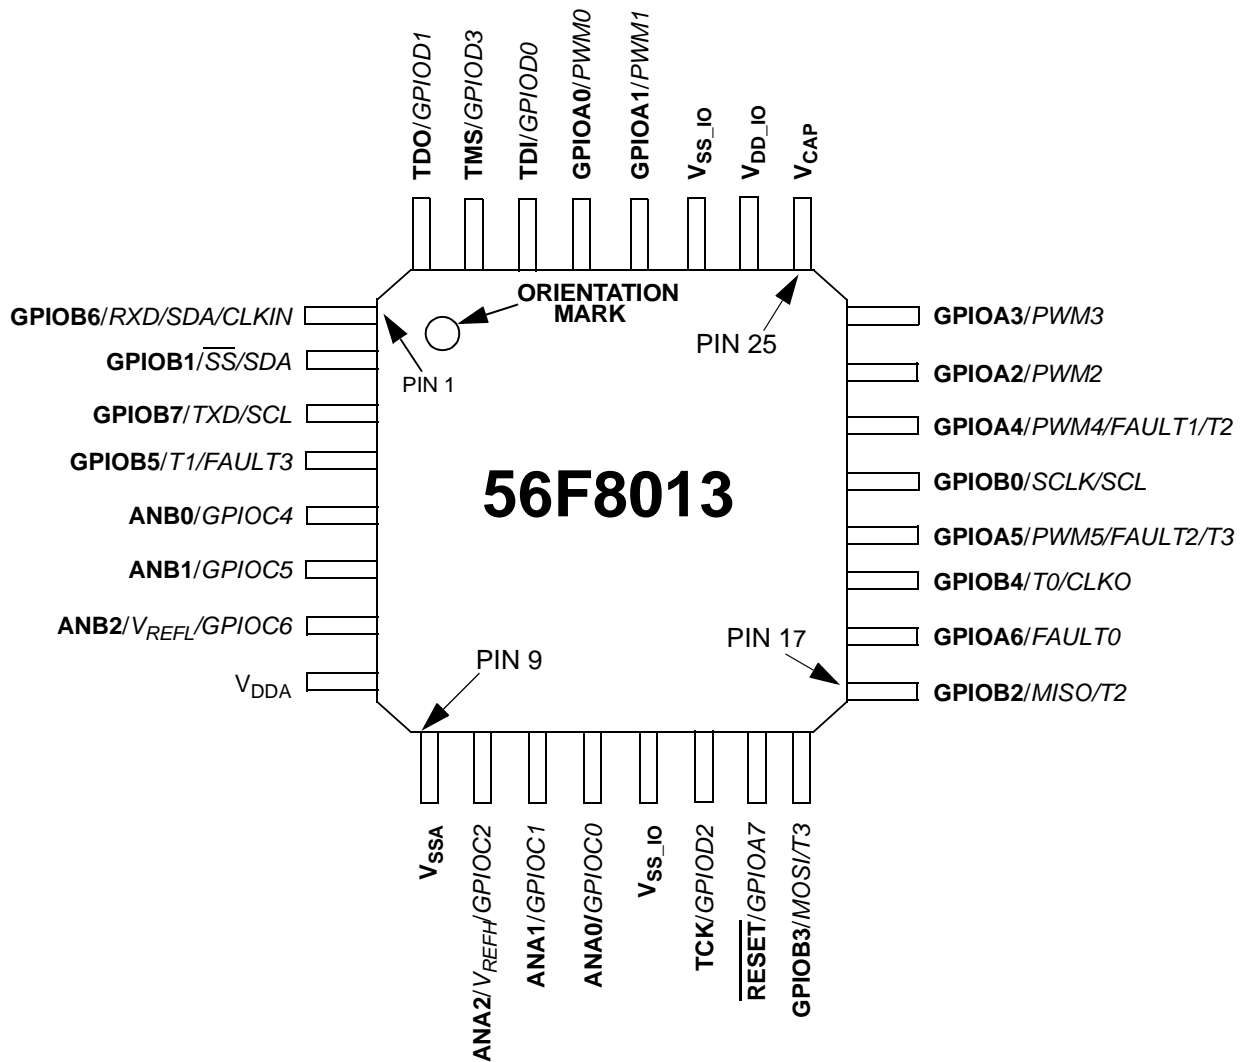 TDO/GPIOD1
TMS/GPIOD3
TDI/GPIOD0
GPIOA0/PWM0
GPIOA1/PWM1
VSS_IO
VDD_IO
VCAP
ORIENTATION
MARK
PIN 25
PIN 1
GPIOB6/RXD/SDA/CLKIN
GPIOB1/S̅S̅/SDA
GPIOB7/TXD/SCL
GPIOB5/T1/FAULT3
ANB0/GPIOC4
ANB1/GPIOC5
ANB2/VREFL/GPIOC6
VDDA
56F8013
GPIOA3/PWM3
GPIOA2/PWM2
GPIOA4/PWM4/FAULT1/T2
GPIOB0/SCLK/SCL
GPIOA5/PWM5/FAULT2/T3
GPIOB4/T0/CLKO
GPIOA6/FAULT0
GPIOB2/MISO/T2
PIN 17
PIN 9
VSSA
ANA2/VREFH/GPIOC2
ANA1/GPIOC1
ANA0/GPIOC0
VSS_IO
TCK/GPIOD2
R̅E̅S̅E̅T̅/GPIOA7
GPIOB3/MOSI/T3